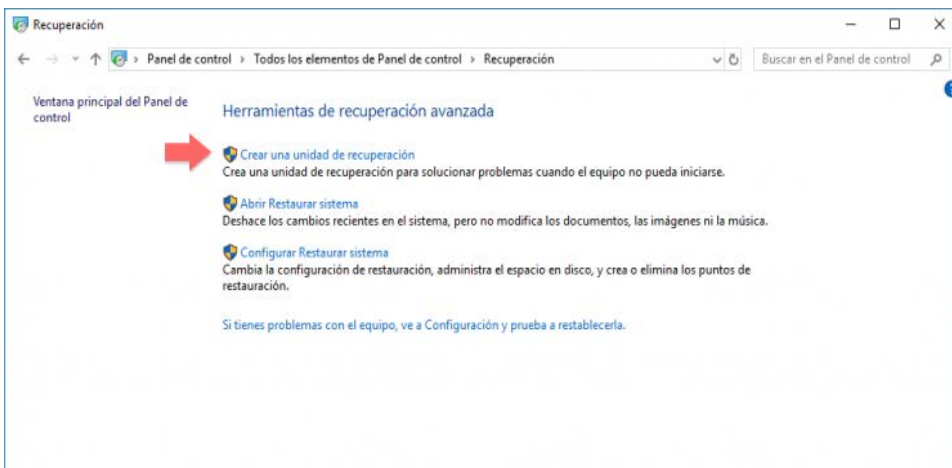 Recuperación
Panel de control > Todos los elementos de Panel de control > Recuperación
Buscar en el Panel de control
Ventana principal del Panel de
control
Herramientas de recuperación avanzada
Crear una unidad de recuperación
Crea una unidad de recuperación para solucionar problemas cuando el equipo no pueda iniciarse.
Abrir Restaurar sistema
Deshace los cambios recientes en el sistema, pero no modifica los documentos, las imágenes ni la música.
Configurar Restaurar sistema
Cambia la configuración de restauración, administra el espacio en disco, y crea o elimina los puntos de
restauración.
Si tienes problemas con el equipo, ve a Configuración y prueba a restablecerla.